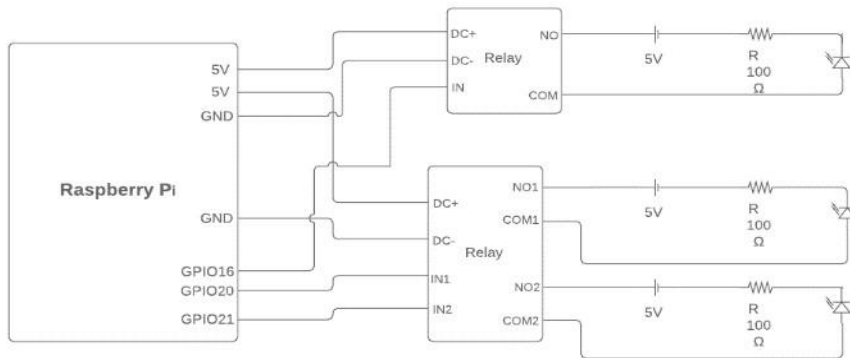 5V
5V
GND
Raspberry Pi
GND
GPIO16
GPIO20
GPIO21
DC+
DC-
IN
Relay
NO
COM
5V
R
100
Ω
DC+
DC-
IN1
IN2
Relay
NO1
COM1
NO2
COM2
5V
R
100
Ω
5V
R
100
Ω